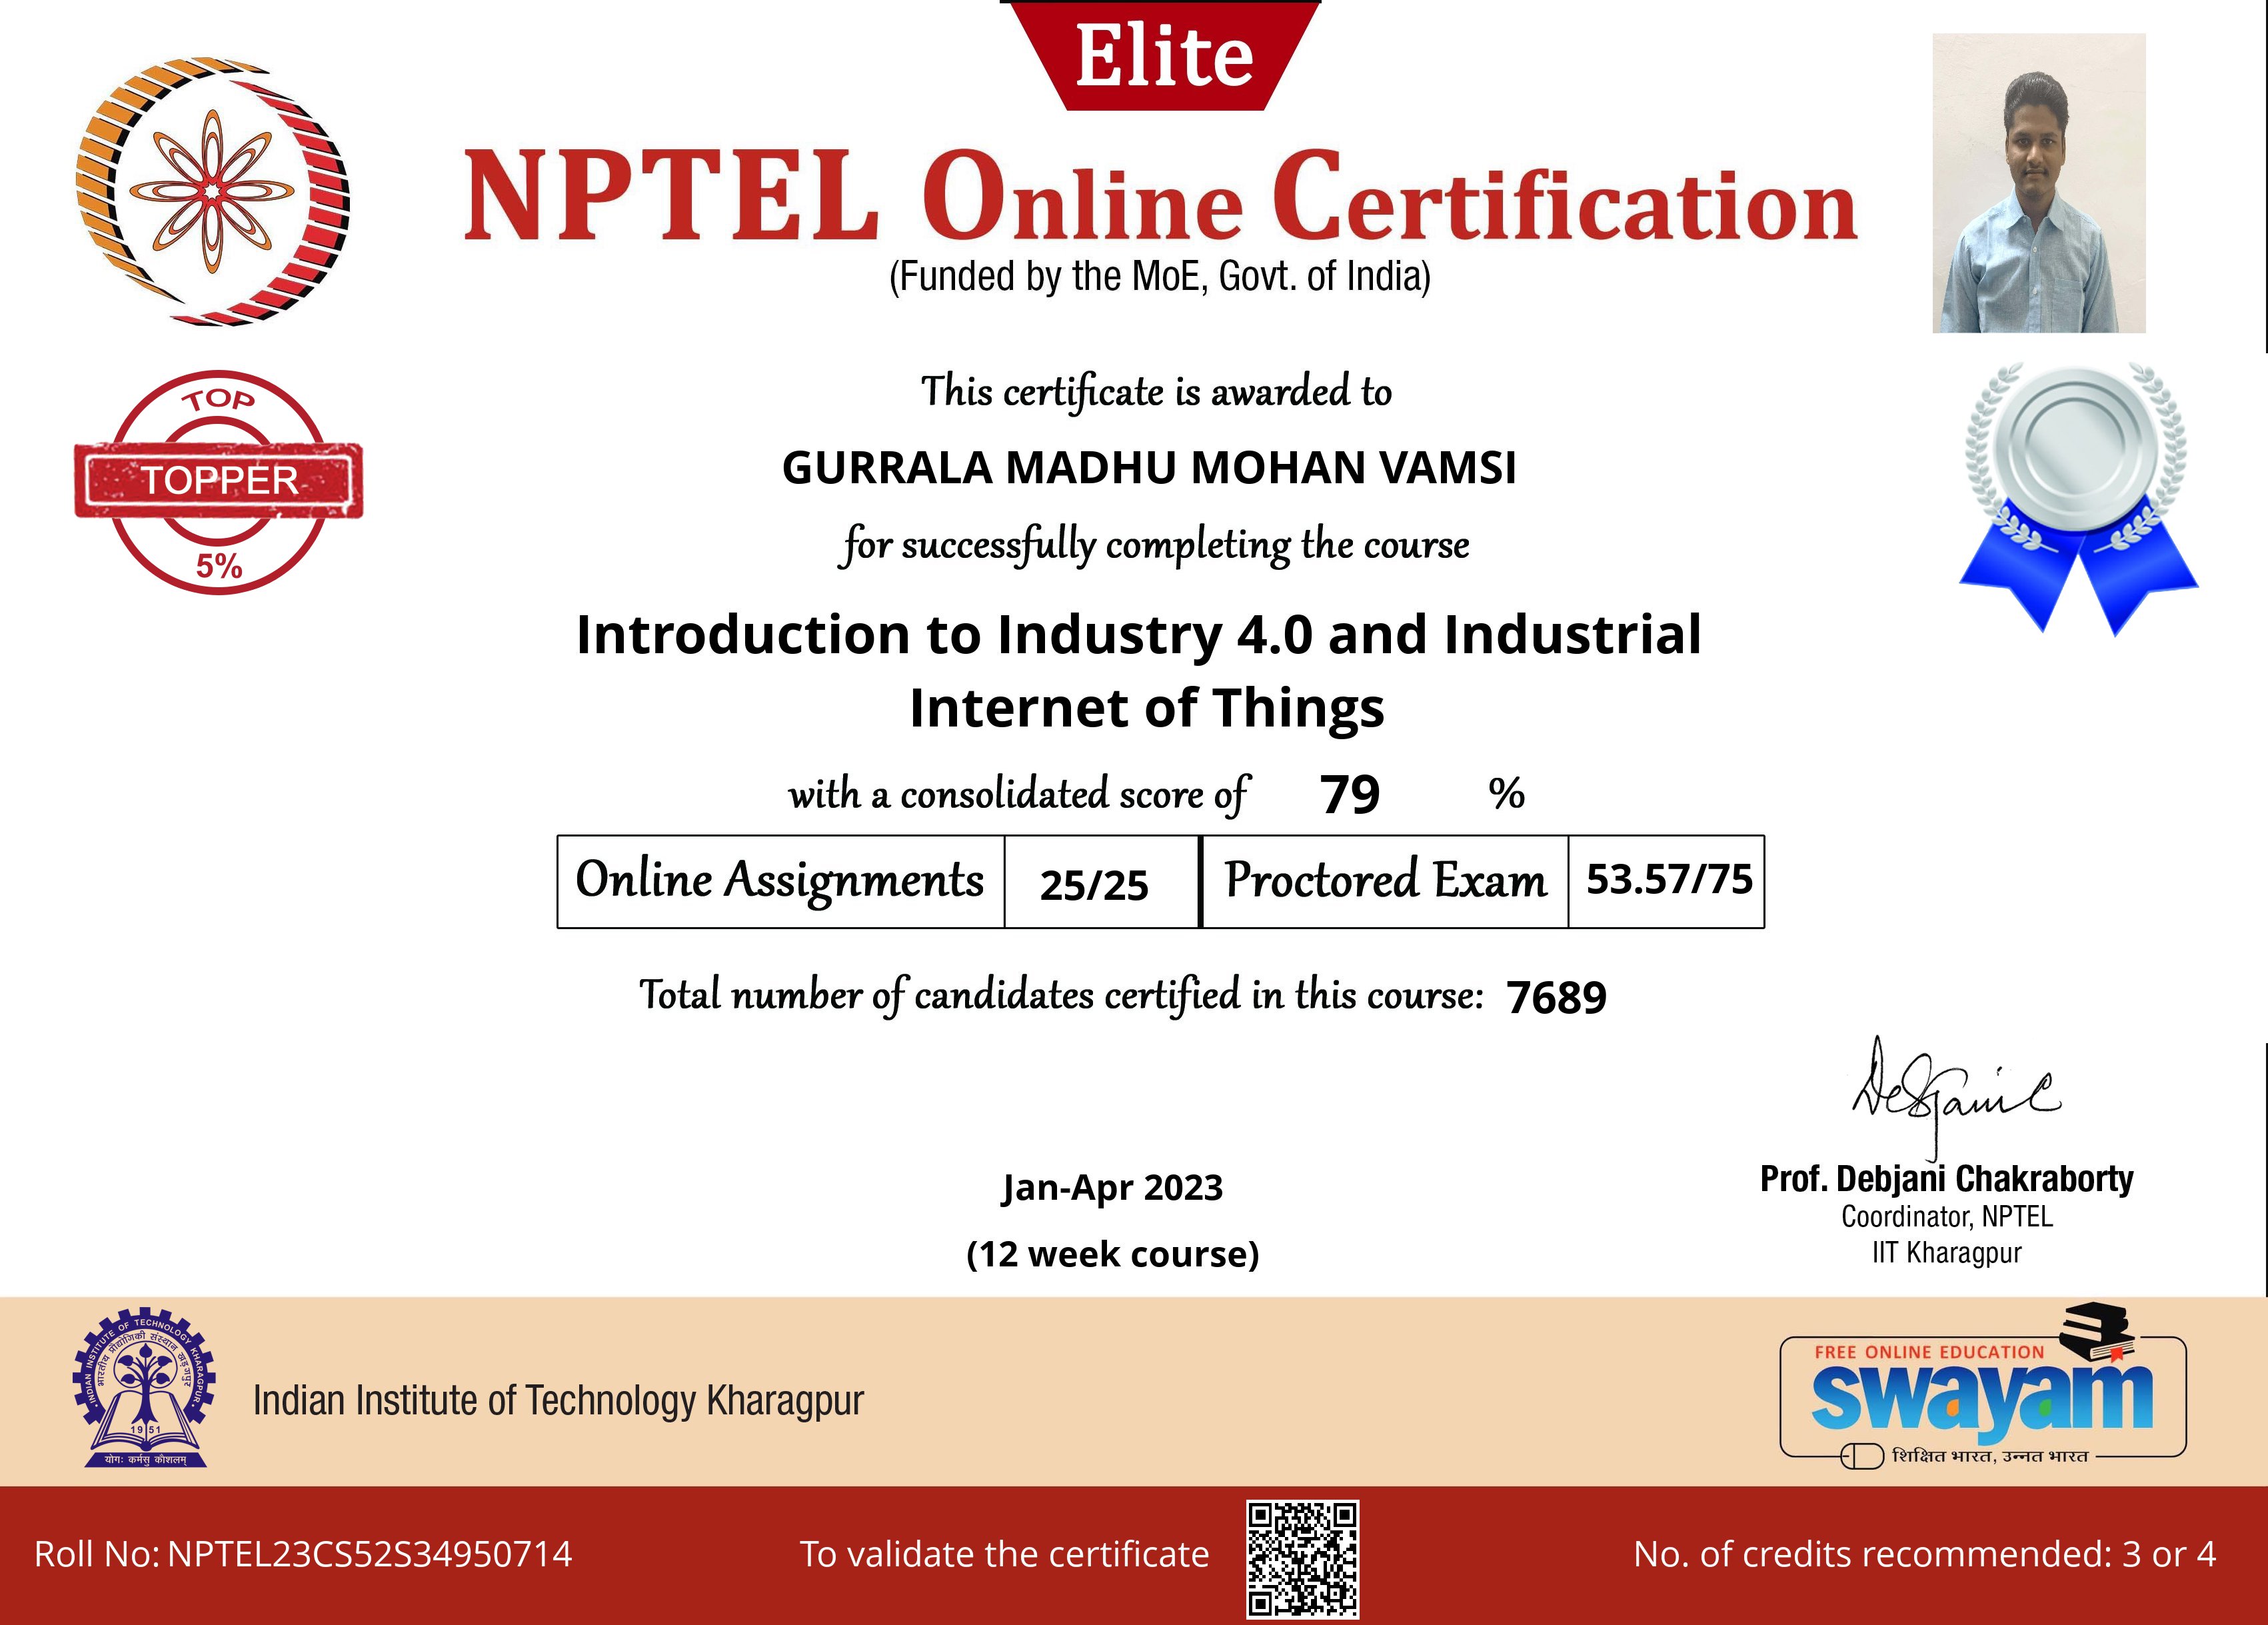 Elite
NPTEL Online Certification
(Funded by the MoE, Govt. of India)
TOP
TOPPER
5%
This certificate is awarded to
GURRALA MADHU MOHAN VAMSI
for successfully completing the course
Introduction to Industry 4.0 and Industrial
Internet of Things
with a consolidated score of 79 %
Online Assignments 25/25 Proctored Exam 53.57/75
Total number of candidates certified in this course: 7689
Jan-Apr 2023
(12 week course)
Prof. Debjani Chakraborty
Coordinator, NPTEL
IIT Kharagpur
INDIAN INSTITUTE OF TECHNOLOGY KHARAGPUR
भारतीय प्रौद्योगिकी संस्थान खड़गपुर
1951
योगः कर्मसु कौशलम्
Indian Institute of Technology Kharagpur
FREE ONLINE EDUCATION
swayam
शिक्षित भारत, उन्नत भारत
Roll No: NPTEL23CS52S34950714
To validate the certificate
No. of credits recommended: 3 or 4